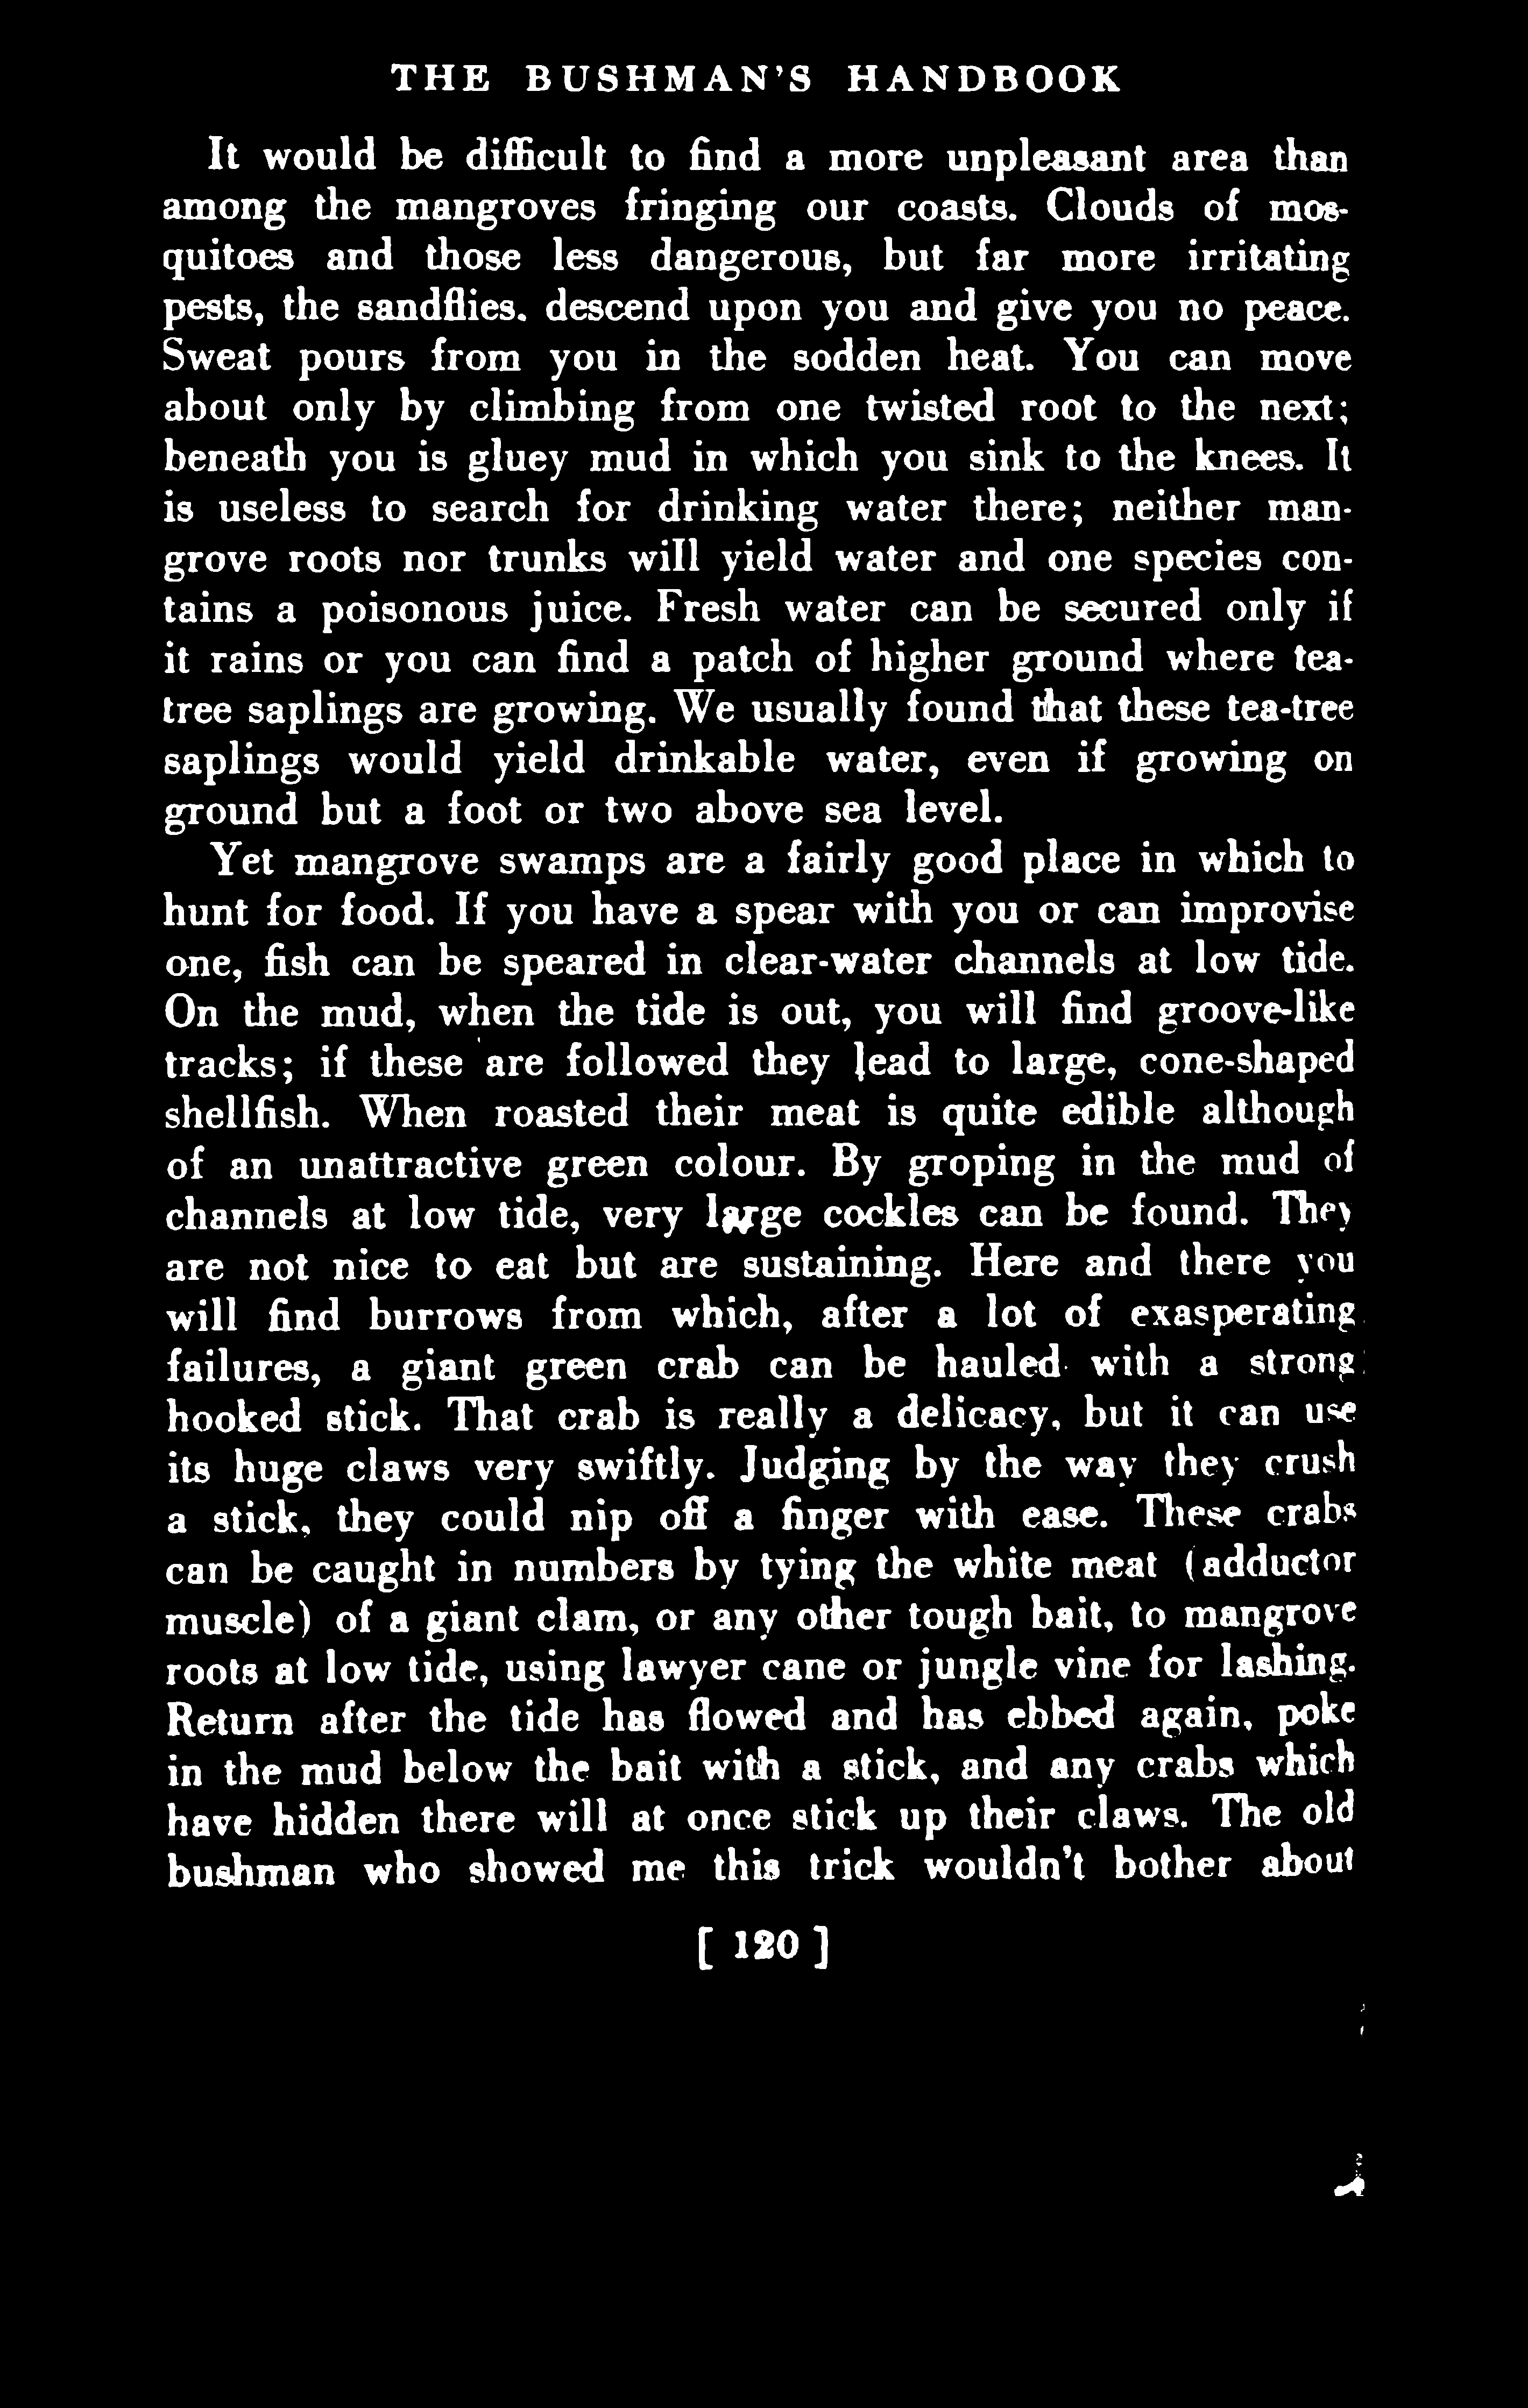 THE BUSHMAN'S HANDBOOK
It would be difficult to find a more unpleasant area than
among the mangroves fringing our coasts. Clouds of mos-
quitoes and those less dangerous, but far more irritating
pests, the sandflies. descend upon you and give you no peace.
Sweat pours from you in the sodden heat. You can move
about only by climbing from one twisted root to the next;
beneath you is gluey mud in which you sink to the knees. It
is useless to search for drinking water there; neither man-
grove roots nor trunks will yield water and one species con-
tains a poisonous juice. Fresh water can be secured only if
it rains or you can find a patch of higher ground where tea-
tree saplings are growing. We usually found that these tea-tree
saplings would yield drinkable water, even if growing on
ground but a foot or two above sea level.
Yet mangrove swamps are a fairly good place in which to
hunt for food. If you have a spear with you or can improvise
one, fish can be speared in clear-water channels at low tide.
On the mud, when the tide is out, you will find groove-like
tracks; if these are followed they lead to large, cone-shaped
shellfish. When roasted their meat is quite edible although
of an unattractive green colour. By groping in the mud of
channels at low tide, very large cockles can be found. They
are not nice to eat but are sustaining. Here and there you
will find burrows from which, after a lot of exasperating
failures, a giant green crab can be hauled with a strong
hooked stick. That crab is really a delicacy, but it can use
its huge claws very swiftly. Judging by the way they crush
a stick, they could nip off a finger with ease. These crabs
can be caught in numbers by tying the white meat (adductor
muscle) of a giant clam, or any other tough bait, to mangrove
roots at low tide, using lawyer cane or jungle vine for lashing.
Return after the tide has flowed and has ebbed again, poke
in the mud below the bait with a stick, and any crabs which
have hidden there will at once stick up their claws. The old
bushman who showed me this trick wouldn't bother about
[ 120 ]